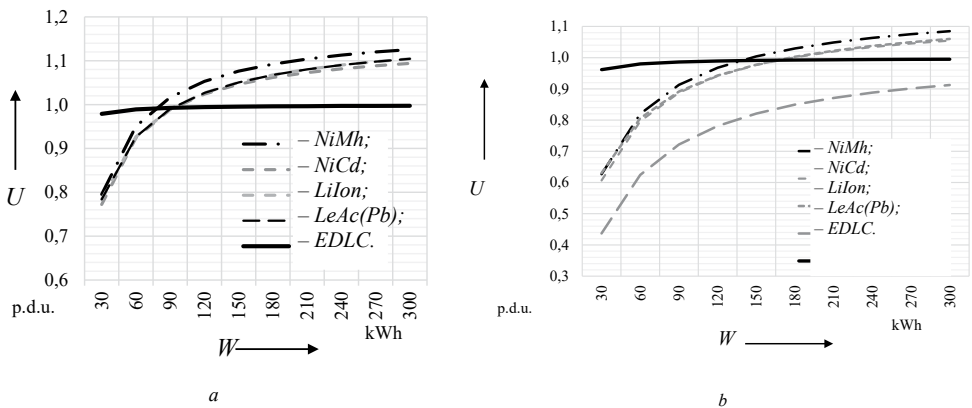 1,2
1,1
1,0
0,9
0,8
0,7
0,6
U
– NiMh;
– NiCd;
– LiIon;
– LeAc(Pb);
– EDLC.
p.d.u.
30 60 90 120 150 180 210 240 270 300
kWh
W
a
1,1
1,0
0,9
0,8
0,7
0,6
0,5
0,4
0,3
U
– NiMh;
– NiCd;
– LiIon;
– LeAc(Pb);
– EDLC.
p.d.u.
30 60 90 120 150 180 210 240 270 300
kWh
W
b